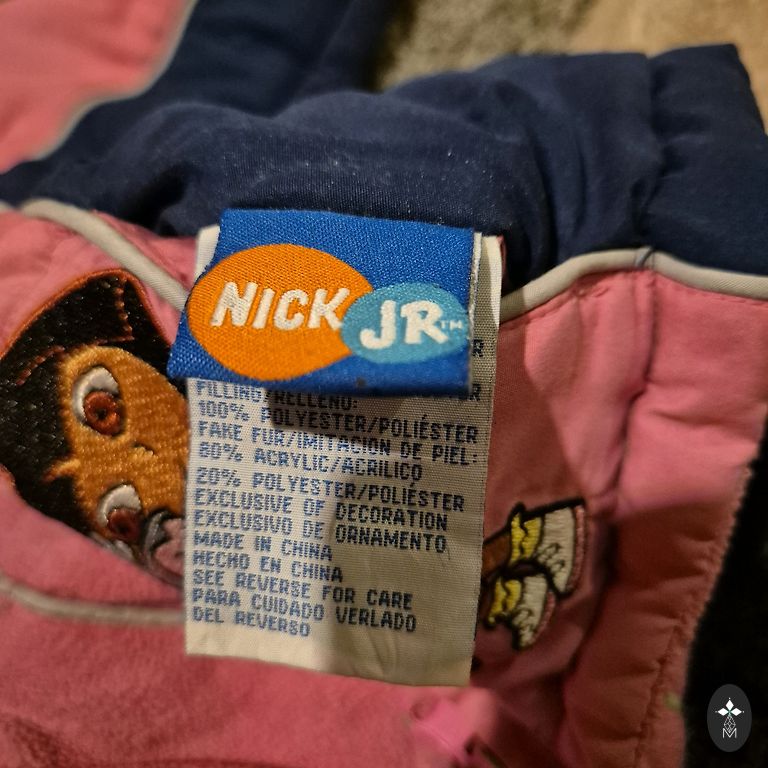 NICK JR™
R
R
FILLING/RELLENO:
100% POLYESTER/POLIÉSTER
FAKE FUR/IMITACION DE PIEL:
80% ACRYLIC/ACRILICO
20% POLYESTER/POLIÉSTER
EXCLUSIVE OF DECORATION
EXCLUSIVO DE ORNAMENTO
MADE IN CHINA
HECHO EN CHINA
SEE REVERSE FOR CARE
PARA CUIDADO VERLADO
DEL REVERSO
M